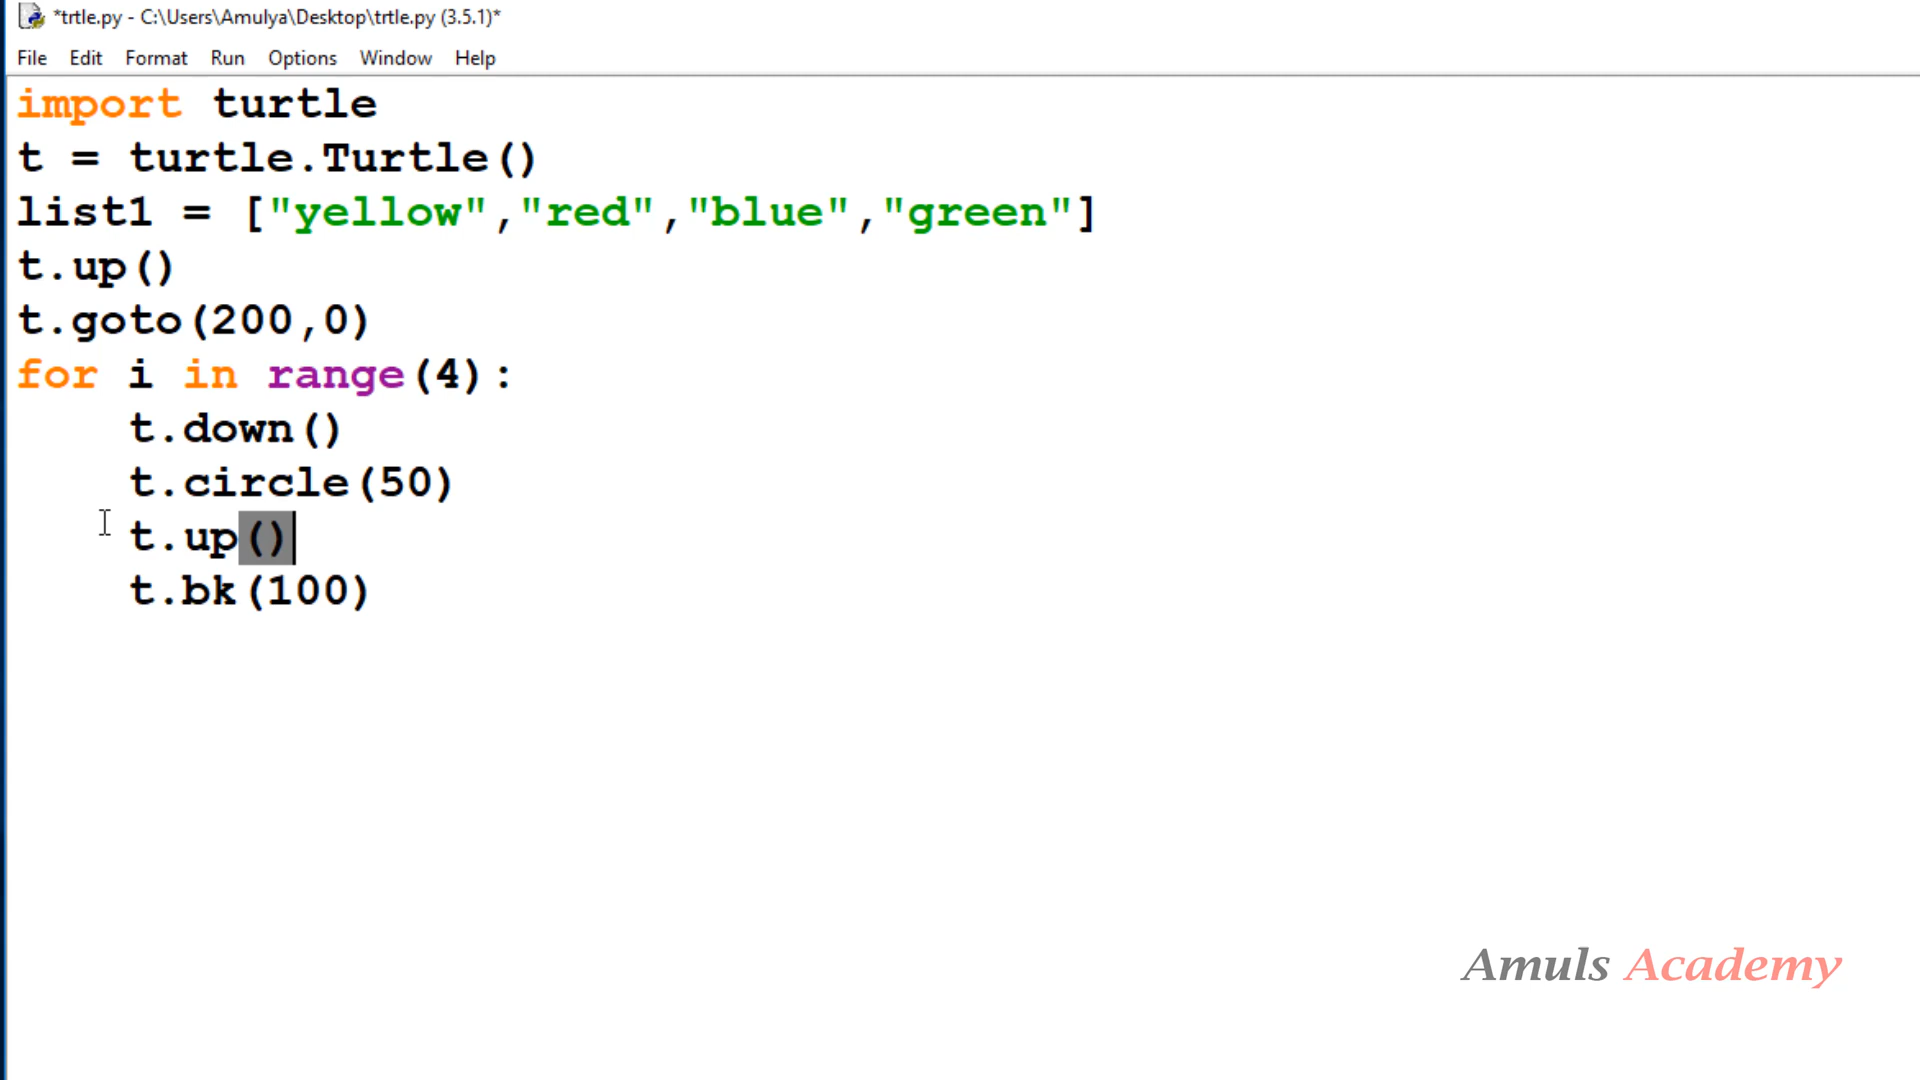 *trtle.py - C:\Users\Amulya\Desktop\trtle.py (3.5.1)*
File Edit Format Run Options Window Help
import turtle
t = turtle.Turtle()
list1 = ["yellow","red","blue","green"]
t.up()
t.goto(200,0)
for i in range(4):
    t.down()
    t.circle(50)
    t.up()
    t.bk(100)
Amuls Academy